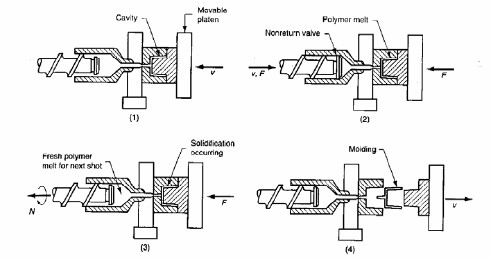 Cavity
Movable
platen
v
(1)
Polymer melt
Nonreturn valve
v, F
F
(2)
Fresh polymer
melt for next shot
Solidification
occurring
N
F
(3)
Molding
v
(4)